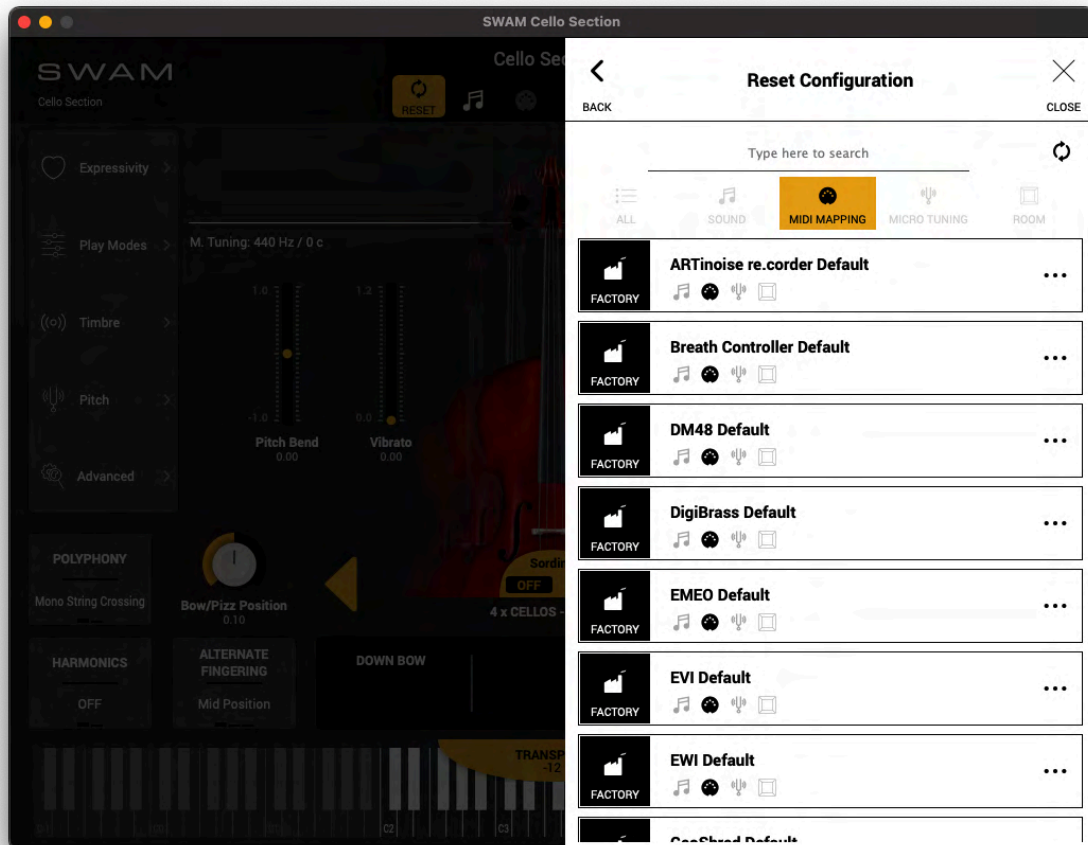 SWAM Cello Section
SWAM
Cello Section
Cello Sec
RESET
Expressivity
Play Modes
Timbre
Pitch
Advanced
M. Tuning: 440 Hz / 0 c
1.0
1.2
-1.0
0.0
Pitch Bend
0.00
Vibrato
0.00
POLYPHONY
Mono String Crossing
Bow/Pizz Position
0.10
Sordin
OFF
4 x CELLOS -
HARMONICS
OFF
ALTERNATE
FINGERING
Mid Position
DOWN BOW
TRANSP
-12
C2
C3
BACK
Reset Configuration
CLOSE
Type here to search
ALL
SOUND
MIDI MAPPING
MICRO TUNING
ROOM
FACTORY
ARTinoise re.corder Default
FACTORY
Breath Controller Default
FACTORY
DM48 Default
FACTORY
DigiBrass Default
FACTORY
EMEO Default
FACTORY
EVI Default
FACTORY
EWI Default
GeoShred Default